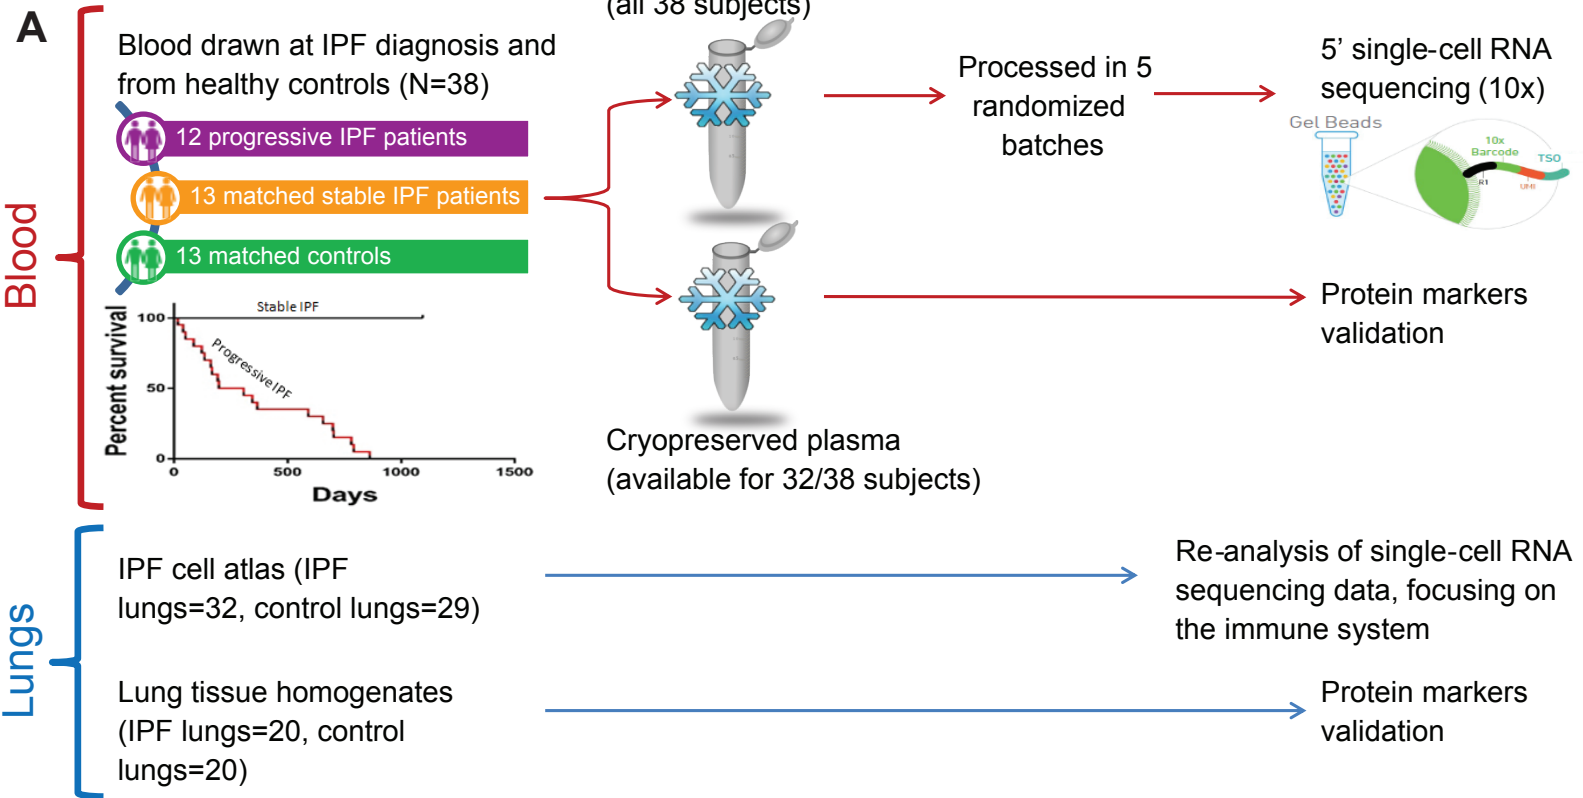 A
(all 38 subjects)
Blood drawn at IPF diagnosis and
from healthy controls (N=38)
12 progressive IPF patients
13 matched stable IPF patients
13 matched controls
Processed in 5
randomized
batches
5’ single-cell RNA
sequencing (10x)
Gel Beads
10x
Barcode
TSO
R1
UMI
Blood
Percent survival
100
50
0
Stable IPF
Progressive IPF
0
500
1000
1500
Days
Protein markers
validation
Cryopreserved plasma
(available for 32/38 subjects)
Lungs
IPF cell atlas (IPF
lungs=32, control lungs=29)
Re-analysis of single-cell RNA
sequencing data, focusing on
the immune system
Lung tissue homogenates
(IPF lungs=20, control
lungs=20)
Protein markers
validation